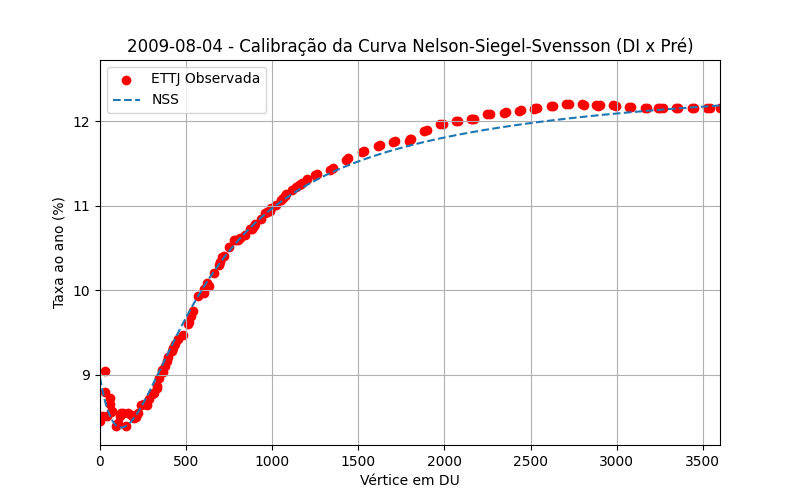 2009-08-04 - Calibração da Curva Nelson-Siegel-Svensson (DI x Pré)
ETTJ Observada
NSS
Taxa ao ano (%)
12
11
10
9
0 500 1000 1500 2000 2500 3000 3500
Vértice em DU